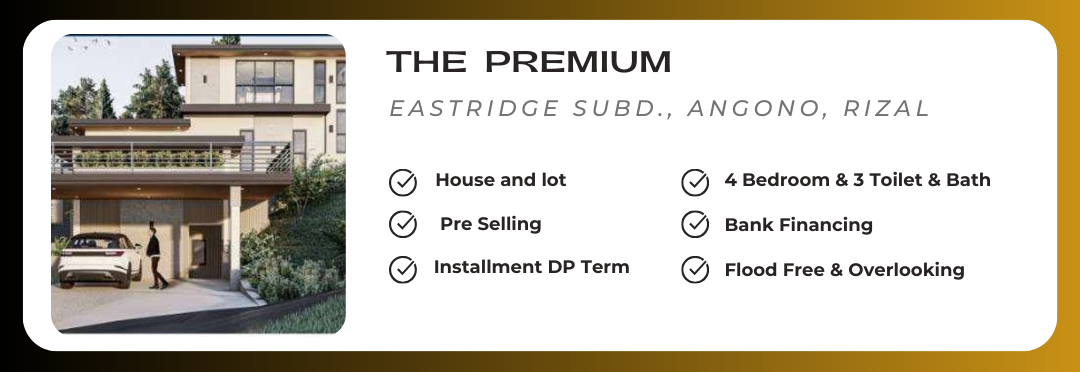 THE PREMIUM
EASTRIDGE SUBD., ANGONO, RIZAL
House and lot
Pre Selling
Installment DP Term
4 Bedroom & 3 Toilet & Bath
Bank Financing
Flood Free & Overlooking